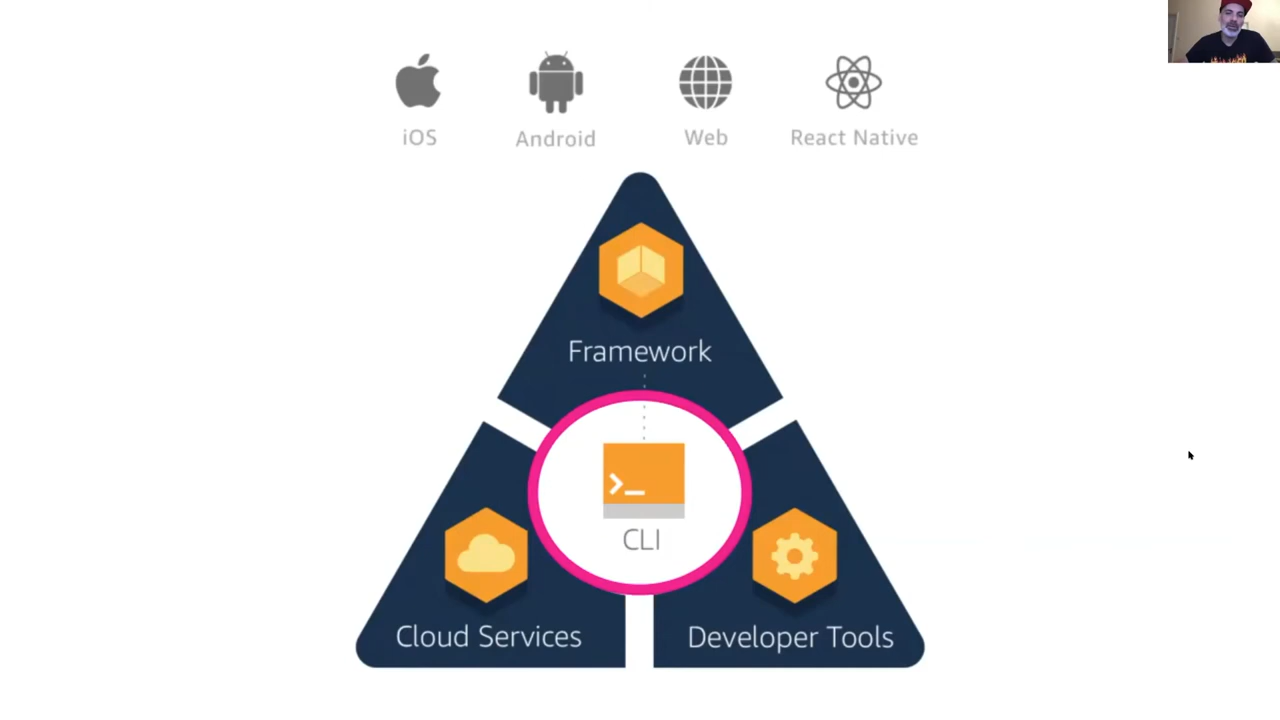 iOS
Android
Web
React Native
Framework
>_
CLI
Cloud Services
Developer Tools